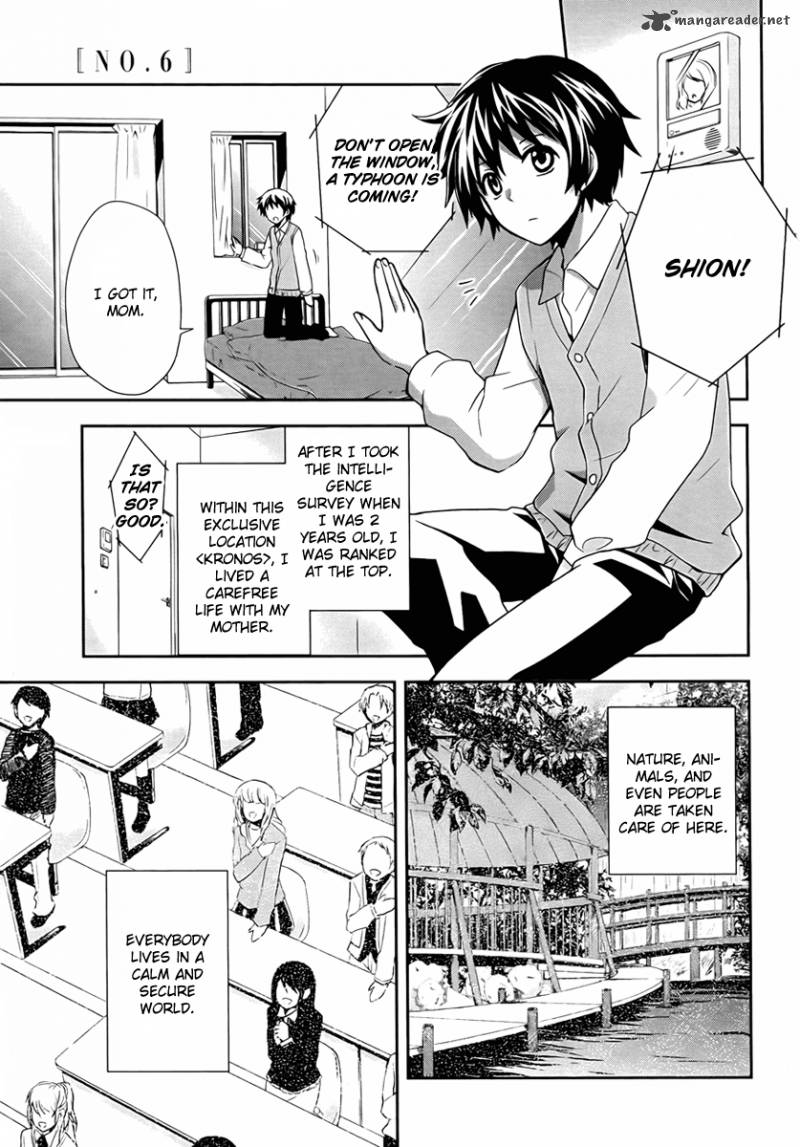 mangareader.net
[NO.6]
SHION!
DON'T OPEN
THE WINDOW,
A TYPHOON IS
COMING!
I GOT IT,
MOM.
AFTER I TOOK
THE INTELLI-
GENCE
SURVEY WHEN
I WAS 2
YEARS OLD, I
WAS RANKED
AT THE TOP.
WITHIN THIS
EXCLUSIVE
LOCATION
<KRONOS>, I
LIVED A
CAREFREE
LIFE WITH MY
MOTHER.
IS
THAT
SO?
GOOD.
NATURE, ANI-
MALS, AND
EVEN PEOPLE
ARE TAKEN
CARE OF HERE.
EVERYBODY
LIVES IN A
CALM AND
SECURE
WORLD.